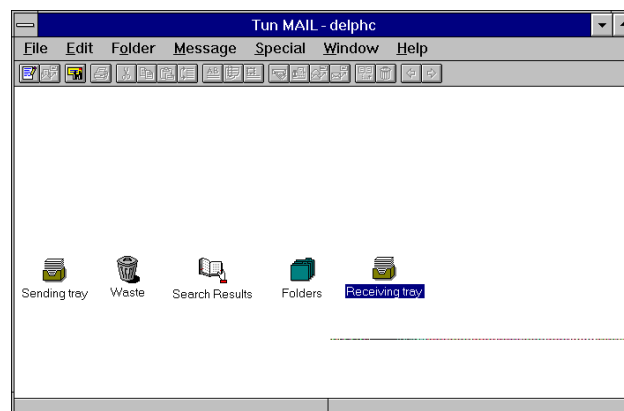 Tun MAIL - delphc
File Edit Folder Message Special Window Help
Sending tray Waste Search Results Folders Receiving tray